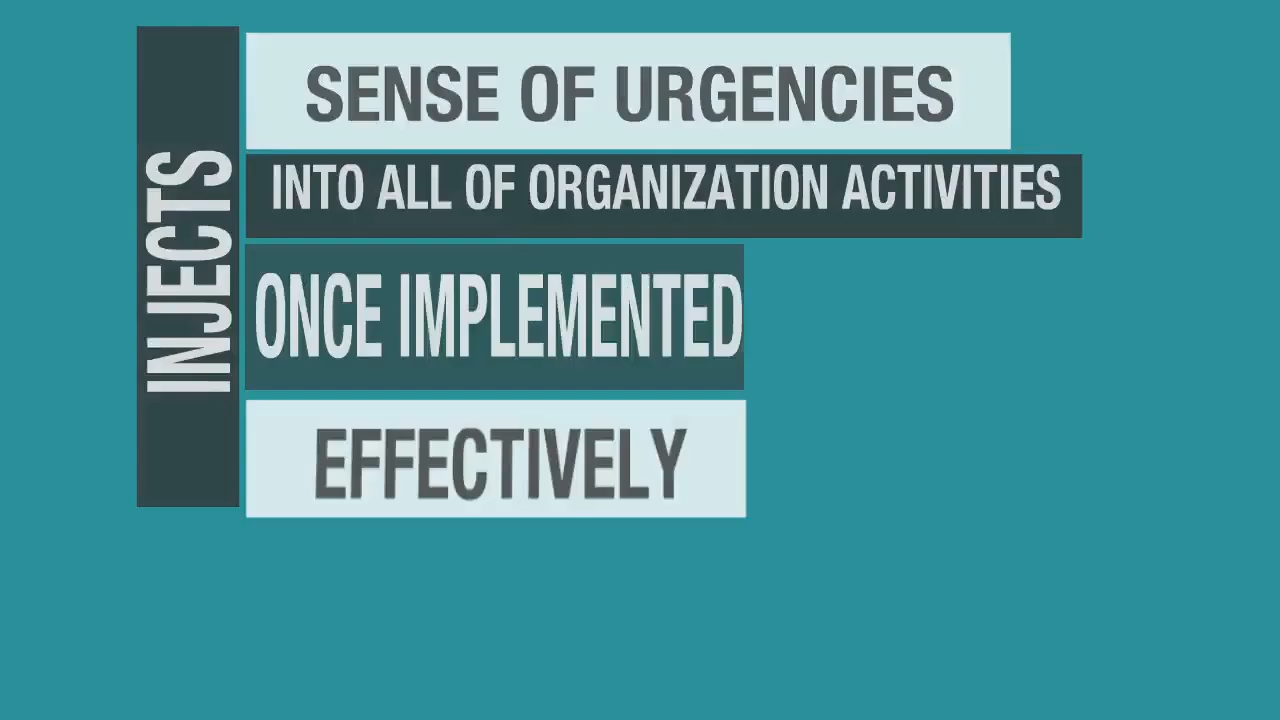 INJECTS
SENSE OF URGENCIES
INTO ALL OF ORGANIZATION ACTIVITIES
ONCE IMPLEMENTED
EFFECTIVELY